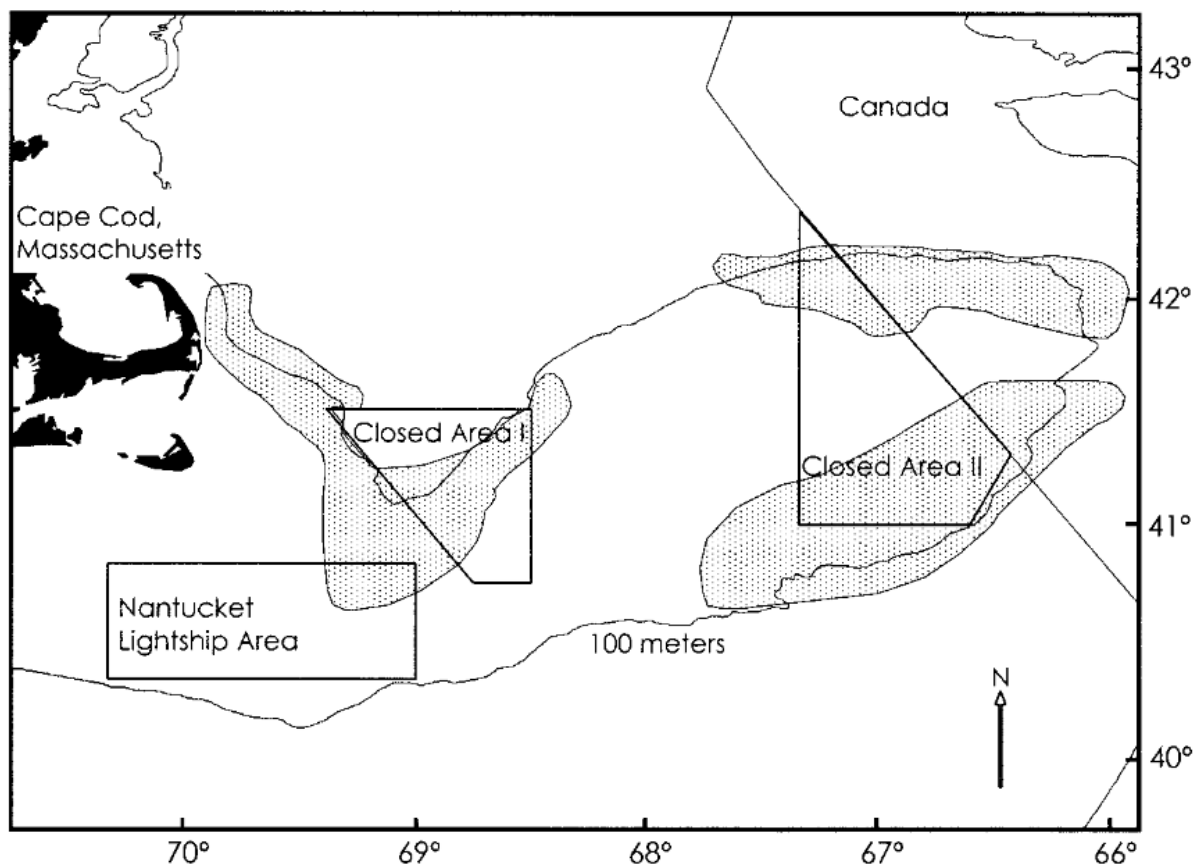 43°
Canada
Cape Cod,
Massachusetts
42°
Closed Area I
Closed Area II
41°
Nantucket
Lightship Area
100 meters
N
40°
70°
69°
68°
67°
66°